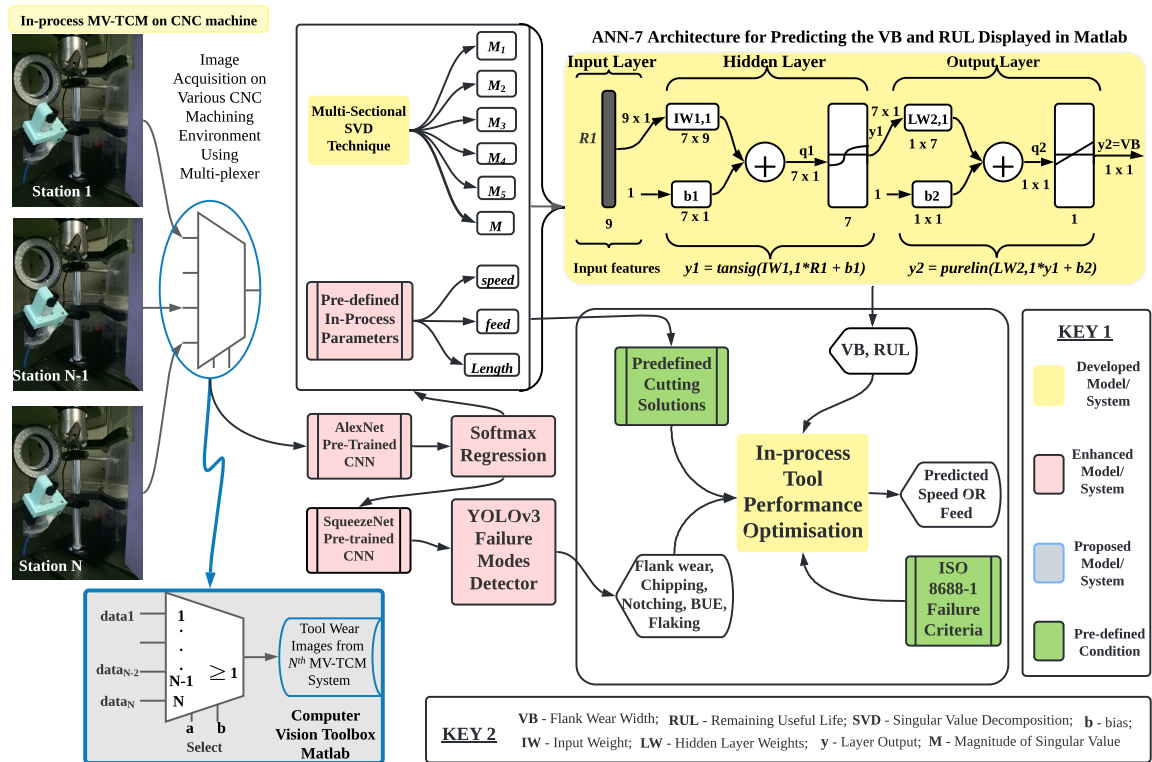 In-process MV-TCM on CNC machine
Station 1
Station N-1
Station N
Image
Acquisition on
Various CNC
Machining
Environment
Using
Multi-plexer
Multi-Sectional
SVD
Technique
M1
M2
M3
M4
M5
M
Pre-defined
In-Process
Parameters
speed
feed
Length
ANN-7 Architecture for Predicting the VB and RUL Displayed in Matlab
Input Layer
Hidden Layer
Output Layer
R1
9 x 1
1
9
IW1,1
7 x 9
b1
7 x 1
+
q1
7 x 1
7
y1
7 x 1
1
LW2,1
1 x 7
b2
1 x 1
+
q2
1 x 1
1
y2=VB
1 x 1
Input features
y1 = tansig(IW1,1*R1 + b1)
y2 = purelin(LW2,1*y1 + b2)
AlexNet
Pre-Trained
CNN
Softmax
Regression
SqueezeNet
Pre-trained
CNN
YOLOv3
Failure
Modes
Detector
Predefined
Cutting
Solutions
VB, RUL
In-process
Tool
Performance
Optimisation
Predicted
Speed OR
Feed
Flank wear,
Chipping,
Notching, BUE,
Flaking
ISO
8688-1
Failure
Criteria
KEY 1
Developed
Model/
System
Enhanced
Model/
System
Proposed
Model/
System
Pre-defined
Condition
data1
dataN-2
dataN
1
.
.
.
N-1
N
≥ 1
a
b
Select
Tool Wear
Images from
Nth MV-TCM
System
Computer
Vision Toolbox
Matlab
KEY 2
VB - Flank Wear Width; RUL - Remaining Useful Life; SVD - Singular Value Decomposition; b - bias;
IW - Input Weight; LW - Hidden Layer Weights; y - Layer Output; M - Magnitude of Singular Value